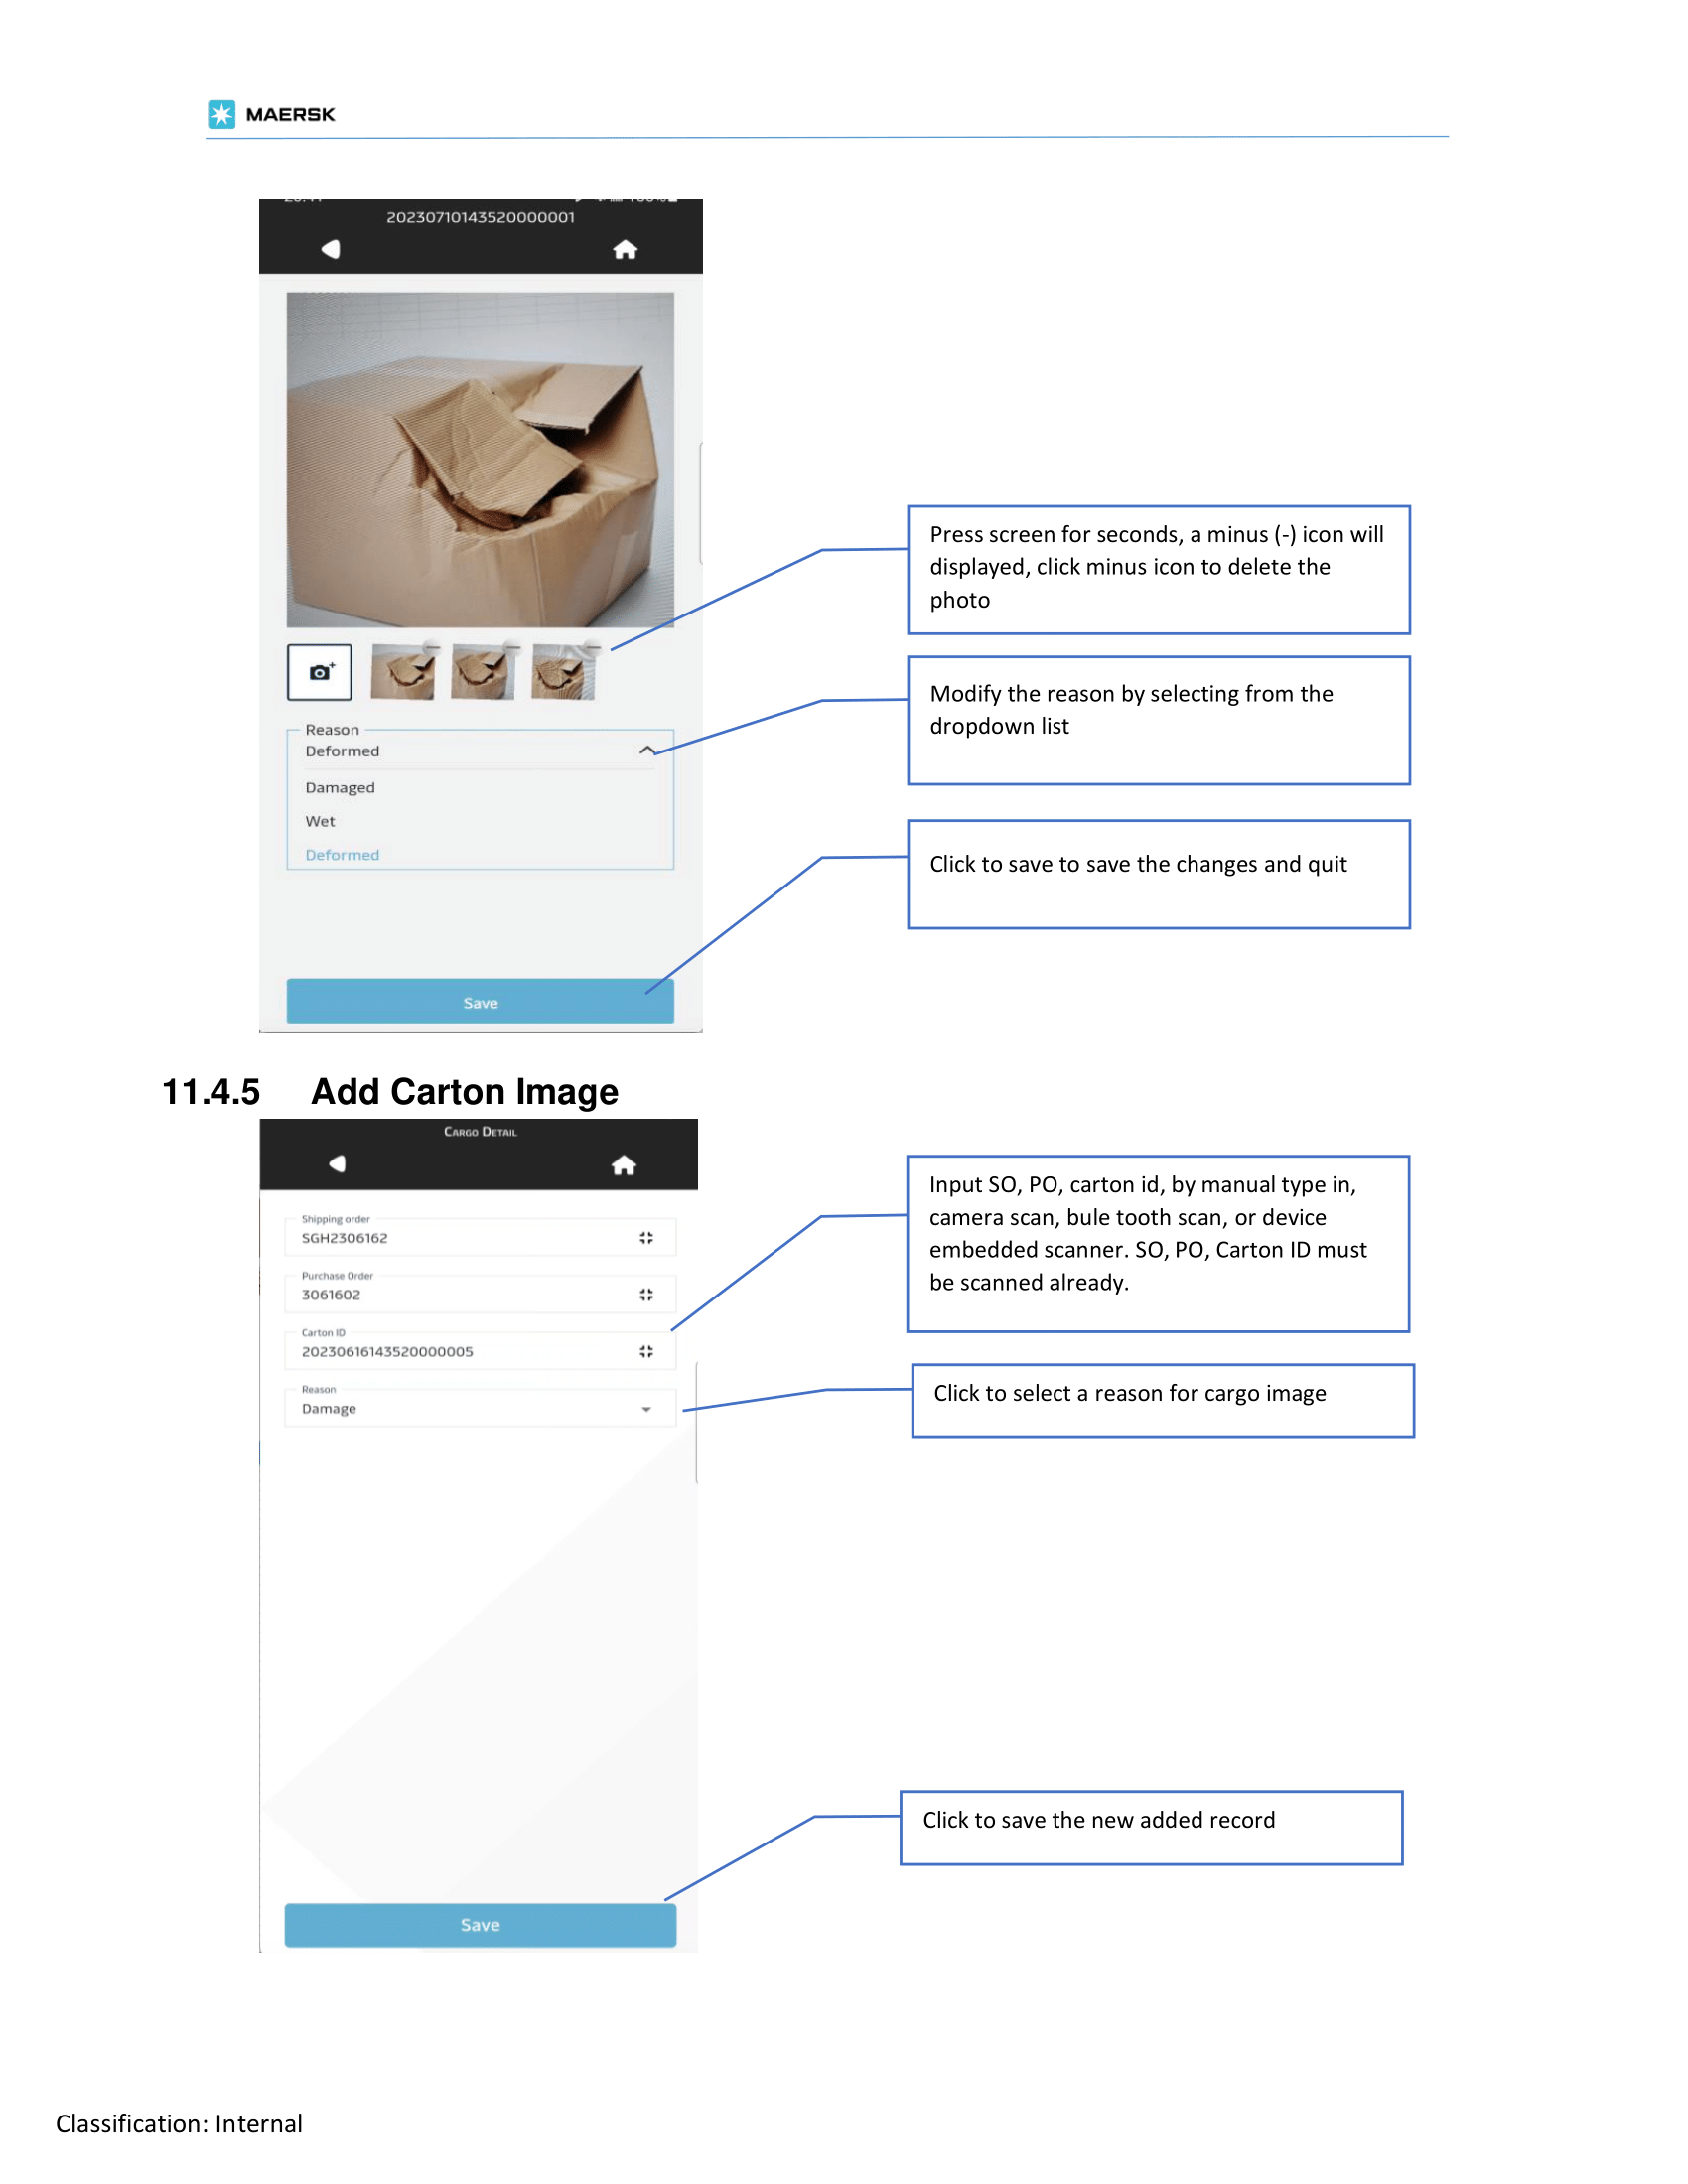 MAERSK
20230710143520000001
Press screen for seconds, a minus (-) icon will
displayed, click minus icon to delete the
photo
Modify the reason by selecting from the
dropdown list
Reason
Deformed
Damaged
Wet
Deformed
Click to save to save the changes and quit
Save
11.4.5 Add Carton Image
CARGO DETAIL
Shipping order
SGH2306162
Purchase Order
3061602
Carton ID
20230616143520000005
Reason
Damage
Input SO, PO, carton id, by manual type in,
camera scan, bule tooth scan, or device
embedded scanner. SO, PO, Carton ID must
be scanned already.
Click to select a reason for cargo image
Click to save the new added record
Save
Classification: Internal